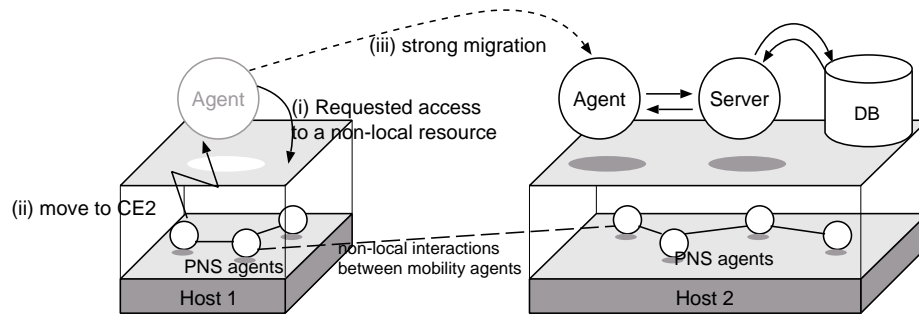 (iii) strong migration
Agent
(i) Requested access
to a non-local resource
Agent
Server
DB
(ii) move to CE2
PNS agents
non-local interactions
between mobility agents
PNS agents
Host 1
Host 2